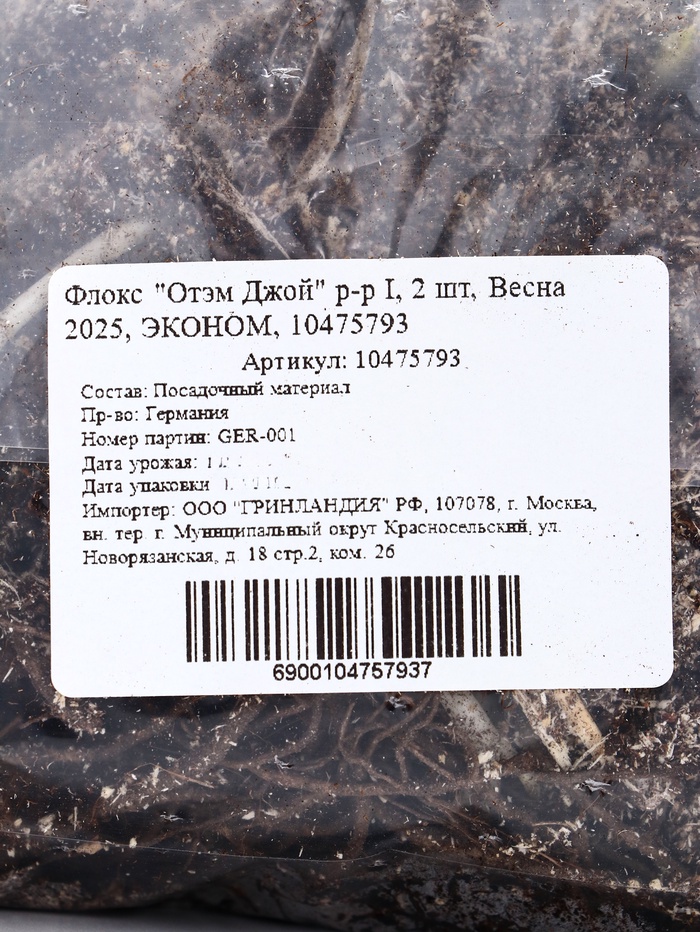 Флокс "Отэм Джой" р-р I, 2 шт, Весна
2025, ЭКОНОМ, 10475793
Артикул: 10475793
Состав: Посадочный материал
Пр-во: Германия
Номер партии: GER-001
Дата урожая:
Дата упаковки
Импортер: ООО "ГРИНЛАНДИЯ" РФ, 107078, г. Москва,
вн. тер. г. Муниципальный округ Красносельский, ул.
Новорязанская, д. 18 стр.2, ком. 26
6900104757937